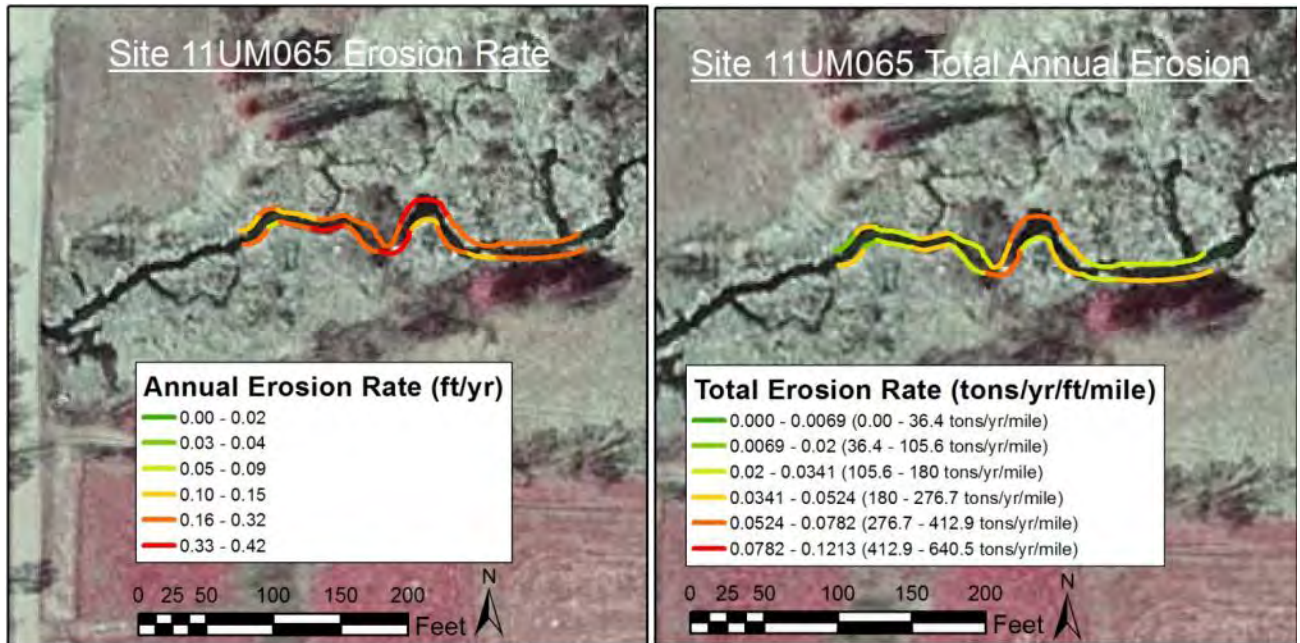 Site 11UM065 Erosion Rate
Annual Erosion Rate (ft/yr)
0.00 - 0.02
0.03 - 0.04
0.05 - 0.09
0.10 - 0.15
0.16 - 0.32
0.33 - 0.42
0 25 50 100 150 200
Feet
N
Site 11UM065 Total Annual Erosion
Total Erosion Rate (tons/yr/ft/mile)
0.000 - 0.0069 (0.00 - 36.4 tons/yr/mile)
0.0069 - 0.02 (36.4 - 105.6 tons/yr/mile)
0.02 - 0.0341 (105.6 - 180 tons/yr/mile)
0.0341 - 0.0524 (180 - 276.7 tons/yr/mile)
0.0524 - 0.0782 (276.7 - 412.9 tons/yr/mile)
0.0782 - 0.1213 (412.9 - 640.5 tons/yr/mile)
0 25 50 100 150 200
Feet
N